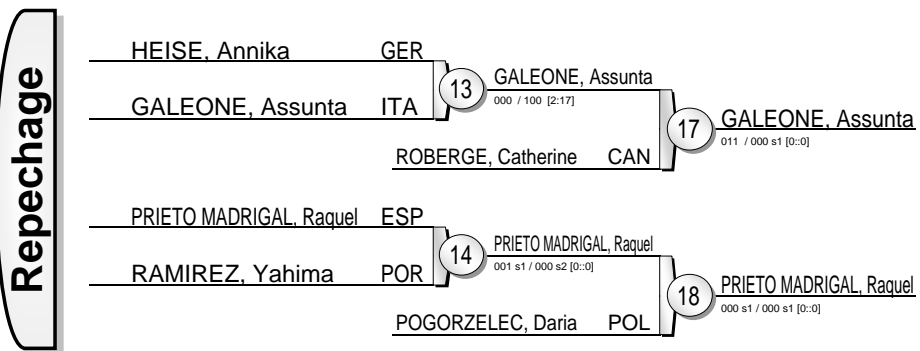 Repechage
HEISE, Annika GER
GALEONE, Assunta ITA
13
GALEONE, Assunta
000 / 100 [2:17]
ROBERGE, Catherine CAN
17
GALEONE, Assunta
011 / 000 s1 [0::0]
PRIETO MADRIGAL, Raquel ESP
RAMIREZ, Yahima POR
14
PRIETO MADRIGAL, Raquel
001 s1 / 000 s2 [0::0]
POGORZELEC, Daria POL
18
PRIETO MADRIGAL, Raquel
000 s1 / 000 s1 [0::0]